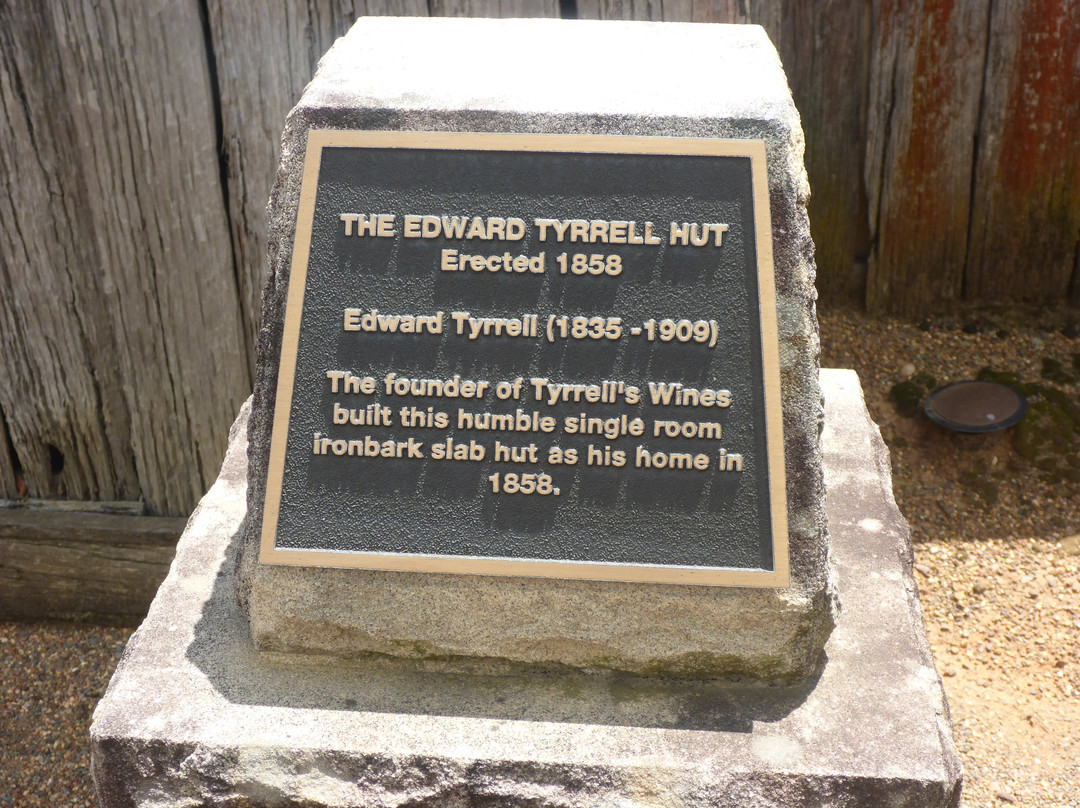 THE EDWARD TYRRELL HUT
Erected 1858
Edward Tyrrell (1835 -1909)
The founder of Tyrrell's Wines
built this humble single room
ironbark slab hut as his home in
1858.